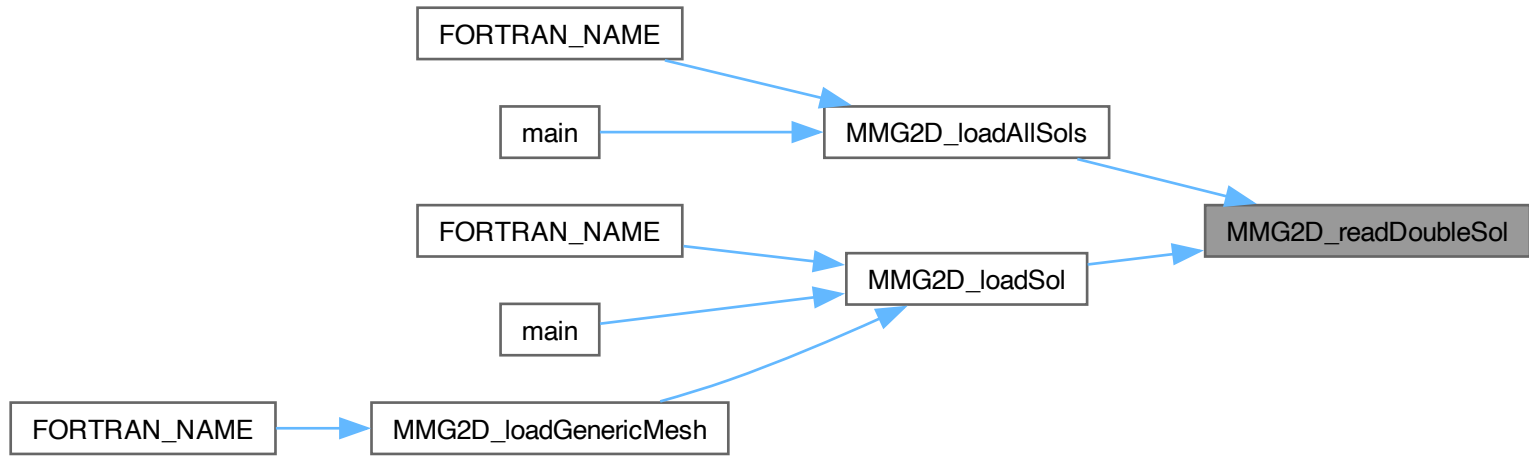 FORTRAN_NAME
main
MMG2D_loadAllSols
MMG2D_readDoubleSol
FORTRAN_NAME
MMG2D_loadSol
main
FORTRAN_NAME
MMG2D_loadGenericMesh